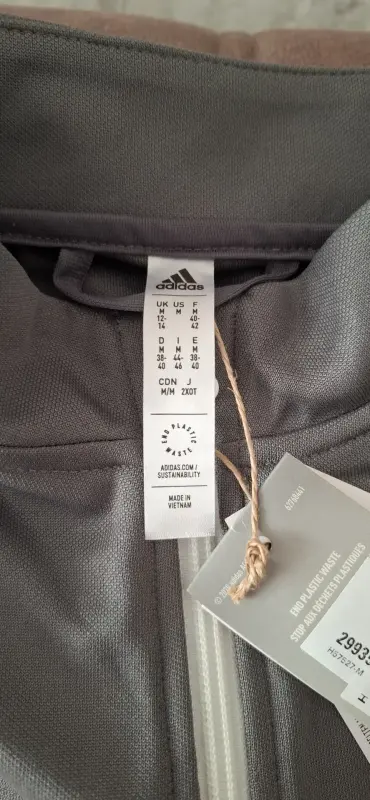 adidas
UK US F
M M M
12- 40-
14 42
D I E
M M M
38- 44- 38-
40 46 40
CDN J
M/M 2XOT
END PLASTIC WASTE
ADIDAS.COM/
SUSTAINABILITY
MADE IN
VIETNAM
END PLASTIC WASTE
STOP AUX DÉCHETS PLASTIQUES
2993
H57527-M